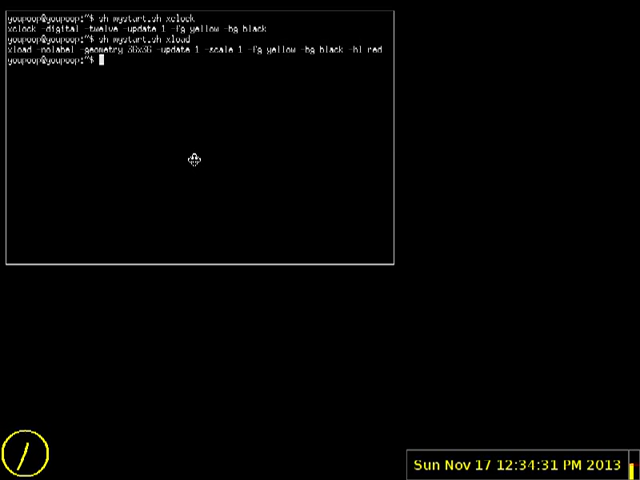 youpoop@youpoop:~$ sh mystart.sh xclock
xclock -digital -twelve -update 1 -fg yellow -bg black
youpoop@youpoop:~$ sh mystart.sh xload
xload -nolabel -geometry 36x36 -update 1 -scale 1 -fg yellow -bg black -hl red
youpoop@youpoop:~$
Sun Nov 17 12:34:31 PM 2013